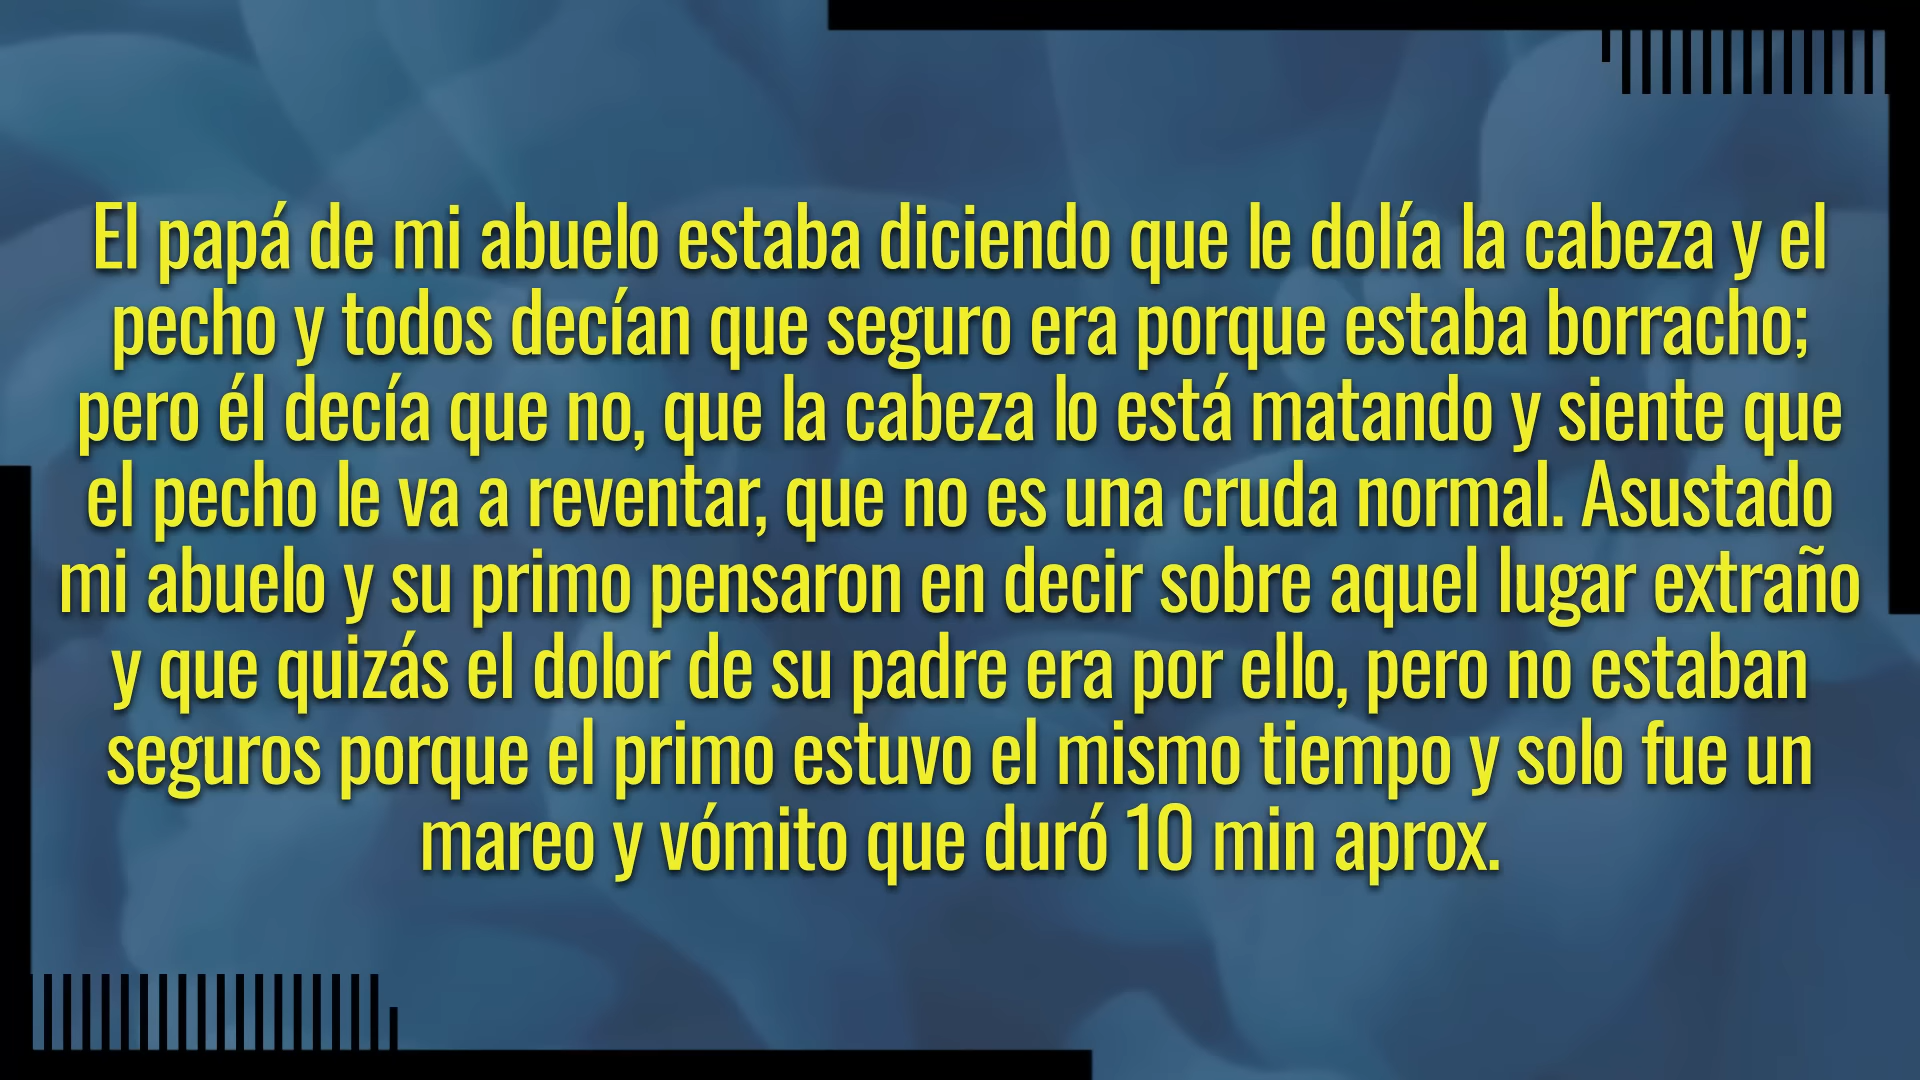 El papá de mi abuelo estaba diciendo que le dolía la cabeza y el
pecho y todos decían que seguro era porque estaba borracho;
pero él decía que no, que la cabeza lo está matando y siente que
el pecho le va a reventar, que no es una cruda normal. Asustado
mi abuelo y su primo pensaron en decir sobre aquel lugar extraño
y que quizás el dolor de su padre era por ello, pero no estaban
seguros porque el primo estuvo el mismo tiempo y solo fue un
mareo y vómito que duró 10 min aprox.